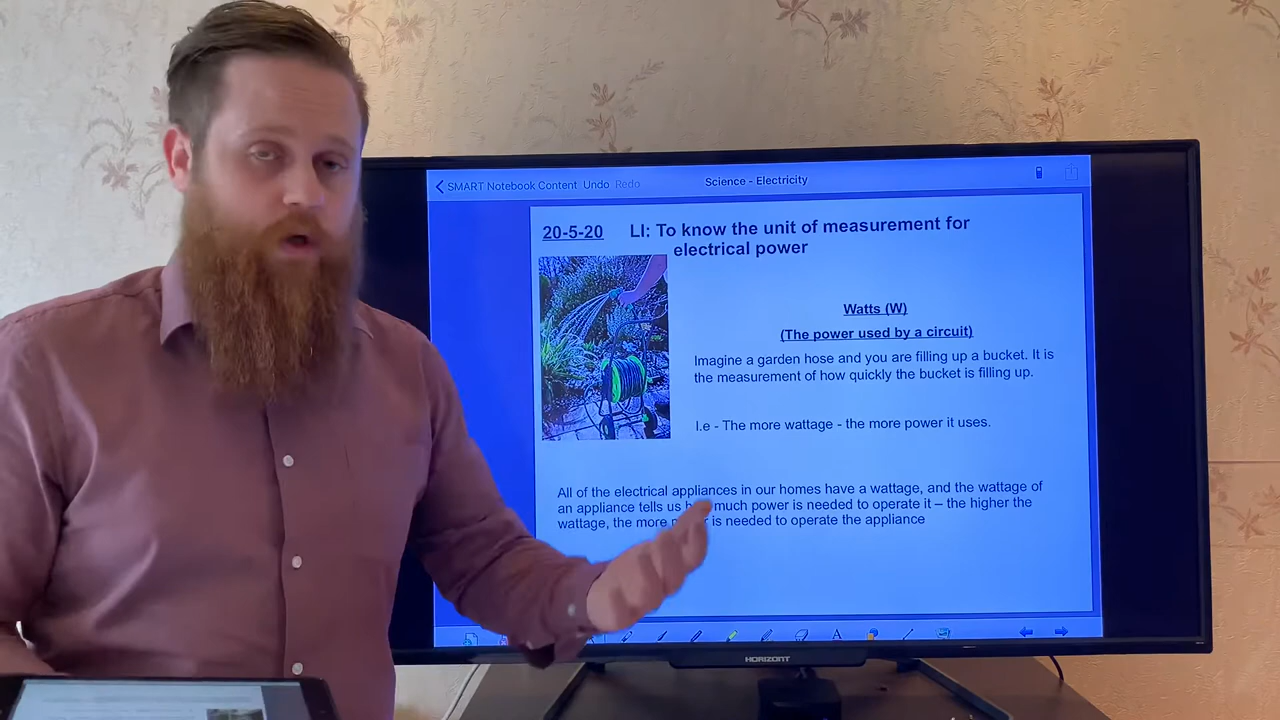 SMART Notebook Content Undo Redo Science - Electricity
20-5-20 LI: To know the unit of measurement for
electrical power
Watts (W)
(The power used by a circuit)
Imagine a garden hose and you are filling up a bucket. It is
the measurement of how quickly the bucket is filling up.
I.e - The more wattage - the more power it uses.
All of the electrical appliances in our homes have a wattage, and the wattage of
an appliance tells us much power is needed to operate it – the higher the
wattage, the more is needed to operate the appliance
A
HORIZONT